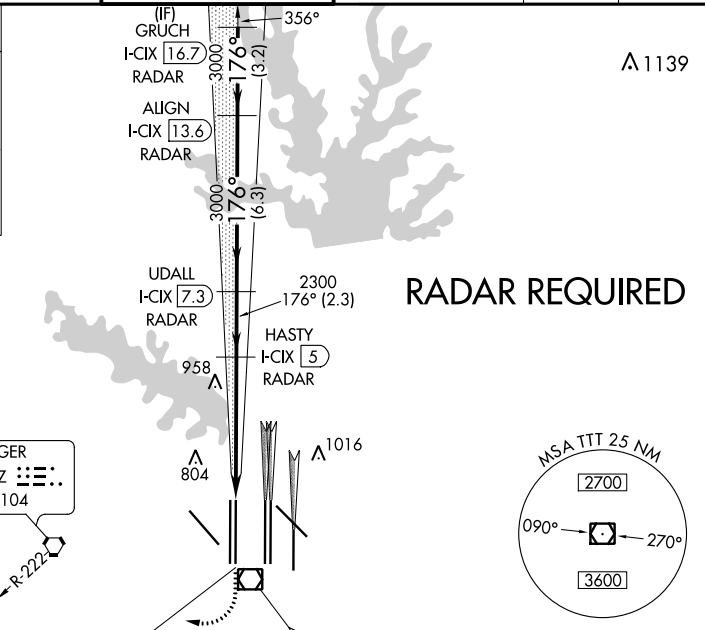 (IF)
GRUCH
I-CIX 16.7
RADAR
356°
3000
176°
(3.2)
1139
ALIGN
I-CIX 13.6
RADAR
3000
176°
(6.3)
UDALL
I-CIX 7.3
RADAR
2300
176° (2.3)
RADAR REQUIRED
HASTY
I-CIX 5
RADAR
958
804
1016
GER
Z
104
R-222
MSA TTT 25 NM
2700
090°
270°
3600